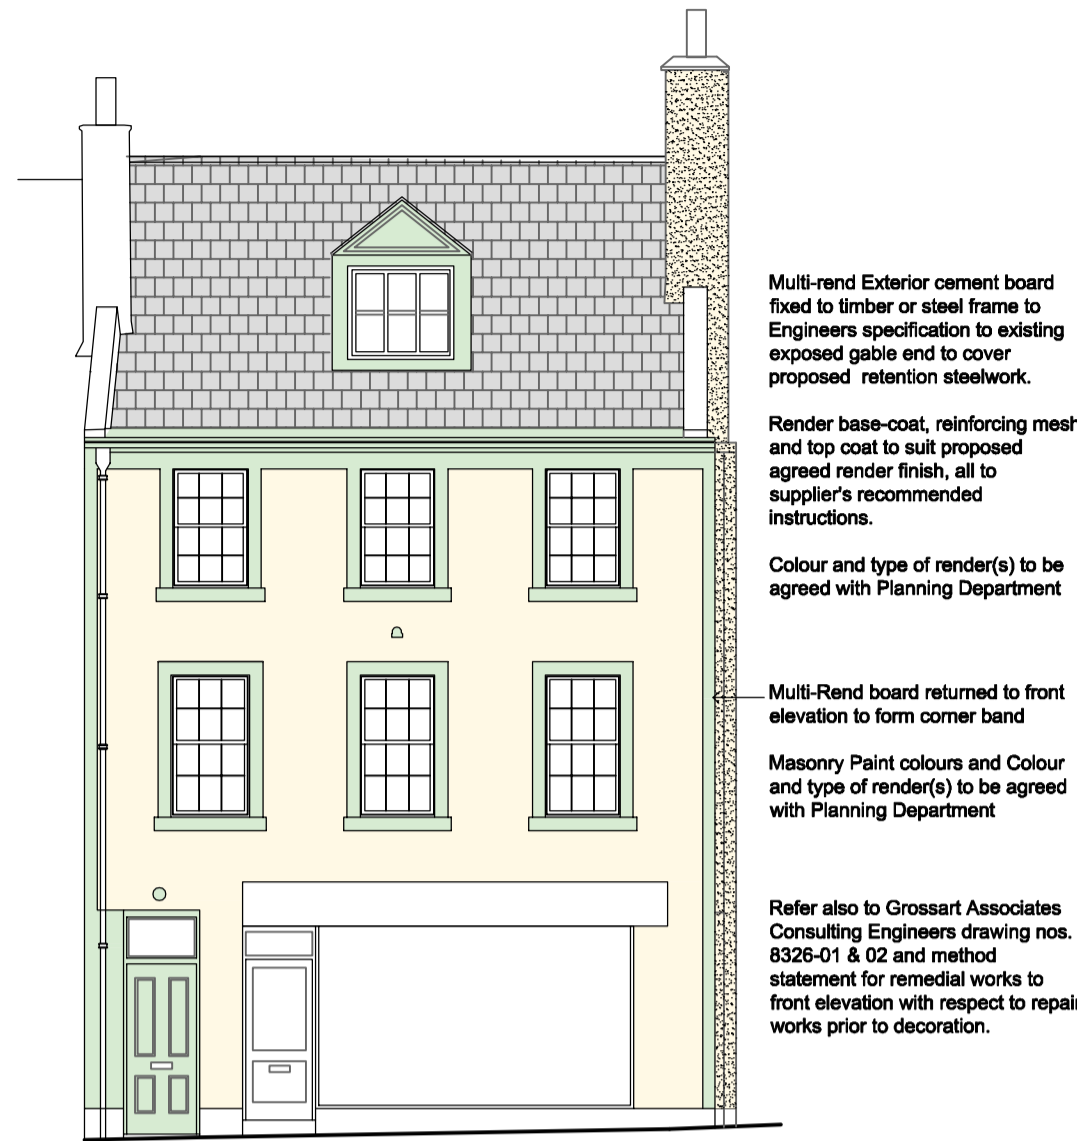 Multi-rend Exterior cement board
fixed to timber or steel frame to
Engineers specification to existing
exposed gable end to cover
proposed retention steelwork.
Render base-coat, reinforcing mesh
and top coat to suit proposed
agreed render finish, all to
supplier's recommended
instructions.
Colour and type of render(s) to be
agreed with Planning Department
Multi-Rend board returned to front
elevation to form corner band
Masonry Paint colours and Colour
and type of render(s) to be agreed
with Planning Department
Refer also to Grossart Associates
Consulting Engineers drawing nos.
8326-01 & 02 and method
statement for remedial works to
front elevation with respect to repair
works prior to decoration.